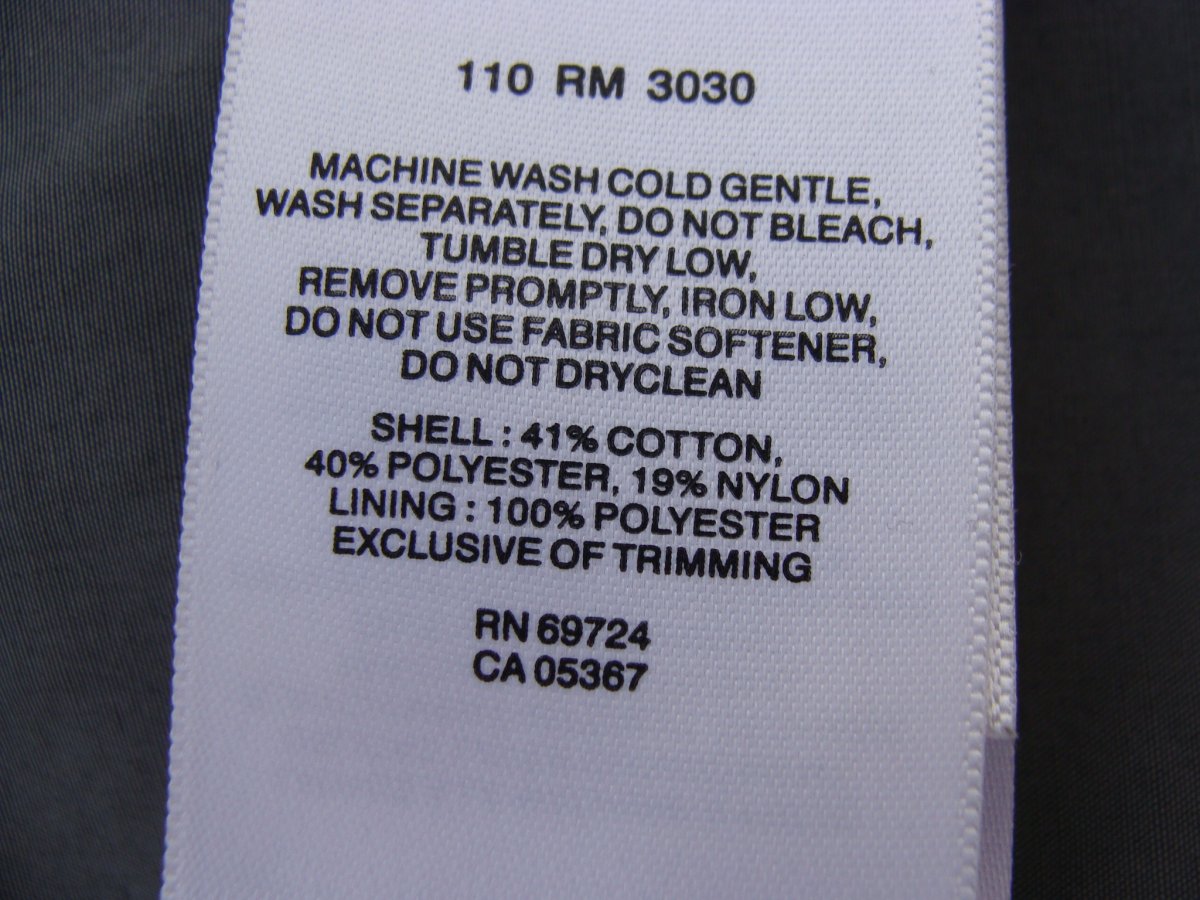 110 RM 3030
MACHINE WASH COLD GENTLE,
WASH SEPARATELY, DO NOT BLEACH,
TUMBLE DRY LOW,
REMOVE PROMPTLY, IRON LOW,
DO NOT USE FABRIC SOFTENER,
DO NOT DRYCLEAN
SHELL : 41% COTTON,
40% POLYESTER, 19% NYLON
LINING : 100% POLYESTER
EXCLUSIVE OF TRIMMING
RN 69724
CA 05367